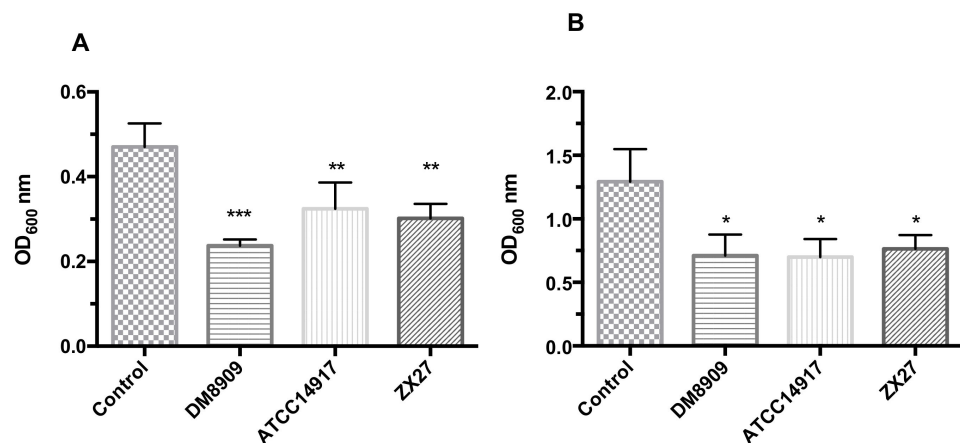 A
B
0.6
0.4
0.2
0.0
OD600 nm
***
**
**
Control
DM8909
ATCC14917
ZX27
2.0
1.5
1.0
0.5
0.0
OD600 nm
*
*
*
Control
DM8909
ATCC14917
ZX27